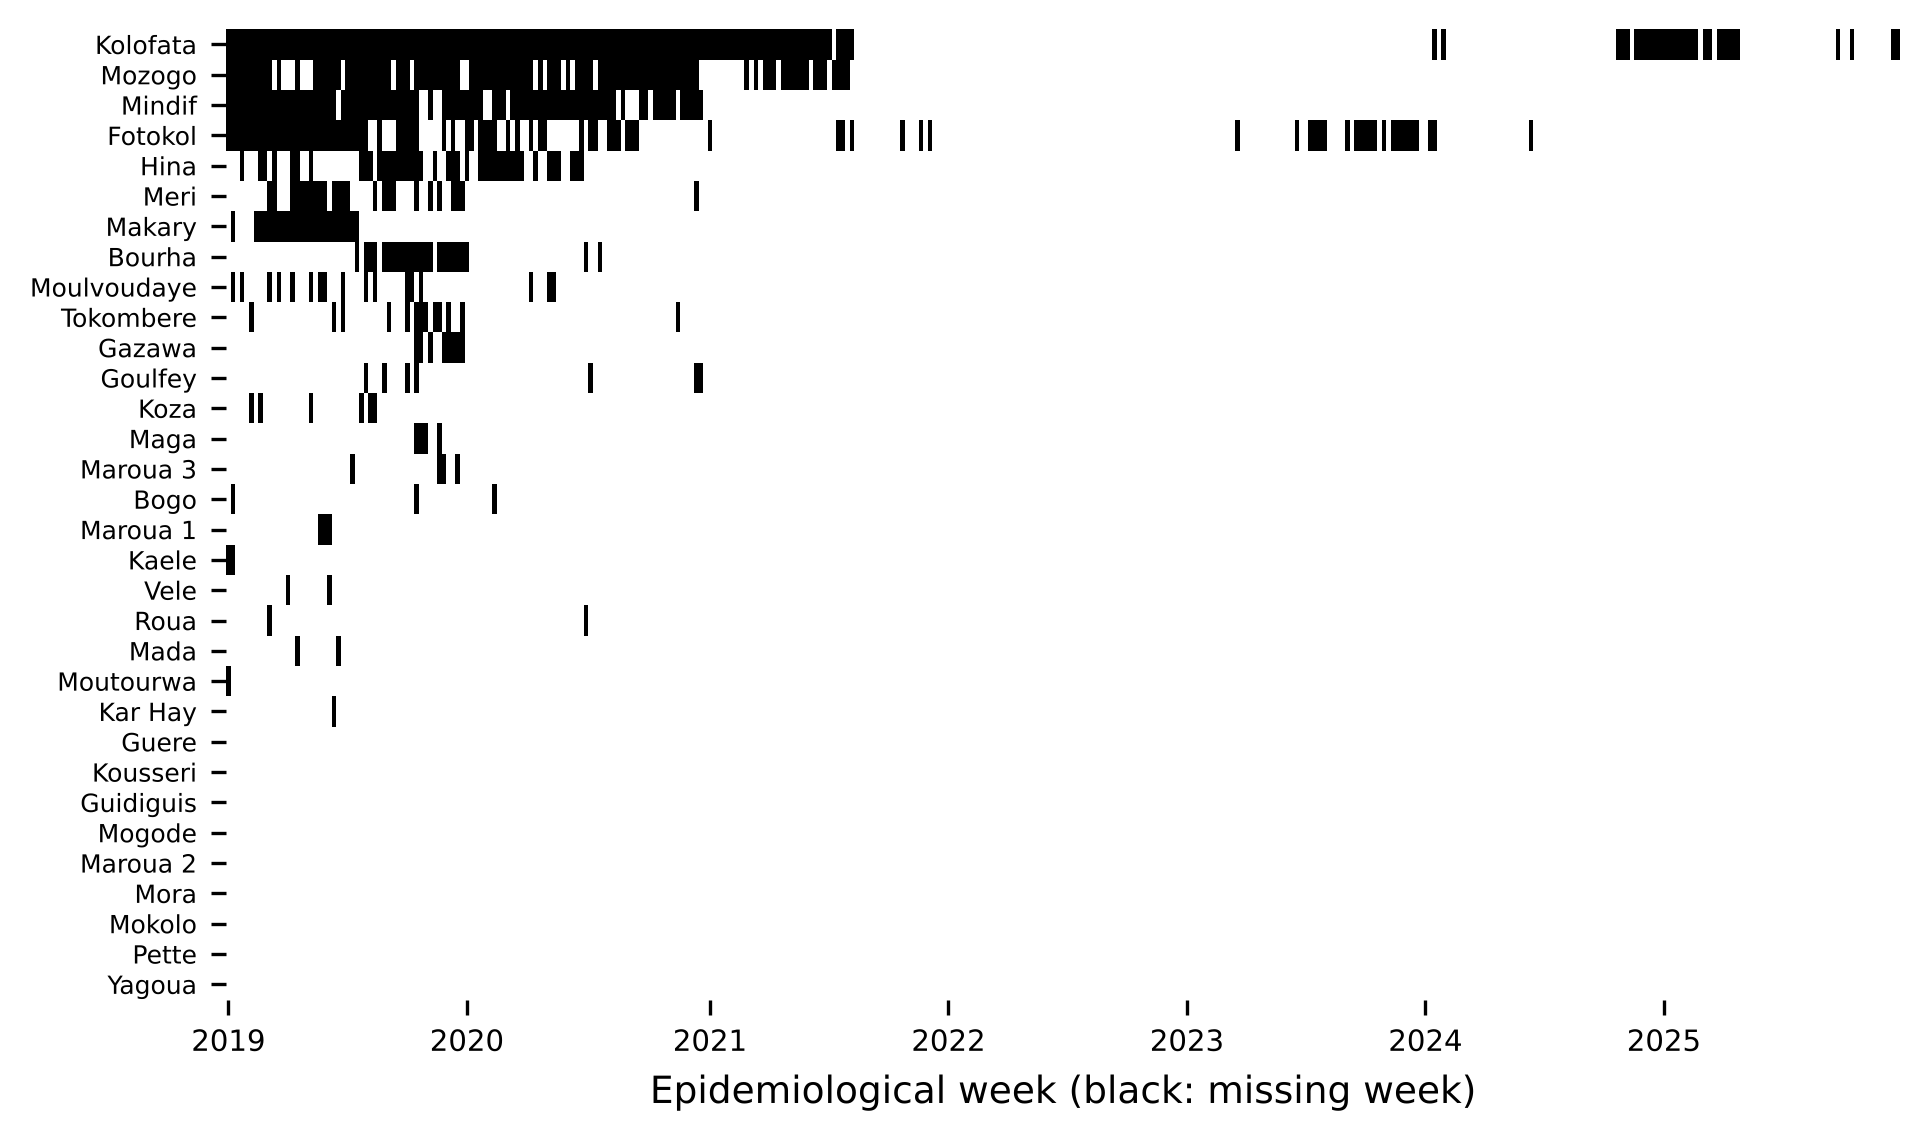 Kolofata
Mozogo
Mindif
Fotokol
Hina
Meri
Makary
Bourha
Moulvoudaye
Tokombere
Gazawa
Goulfey
Koza
Maga
Maroua 3
Bogo
Maroua 1
Kaele
Vele
Roua
Mada
Moutourwa
Kar Hay
Guere
Kousseri
Guidiguis
Mogode
Maroua 2
Mora
Mokolo
Pette
Yagoua
2019 2020 2021 2022 2023 2024 2025
Epidemiological week (black: missing week)